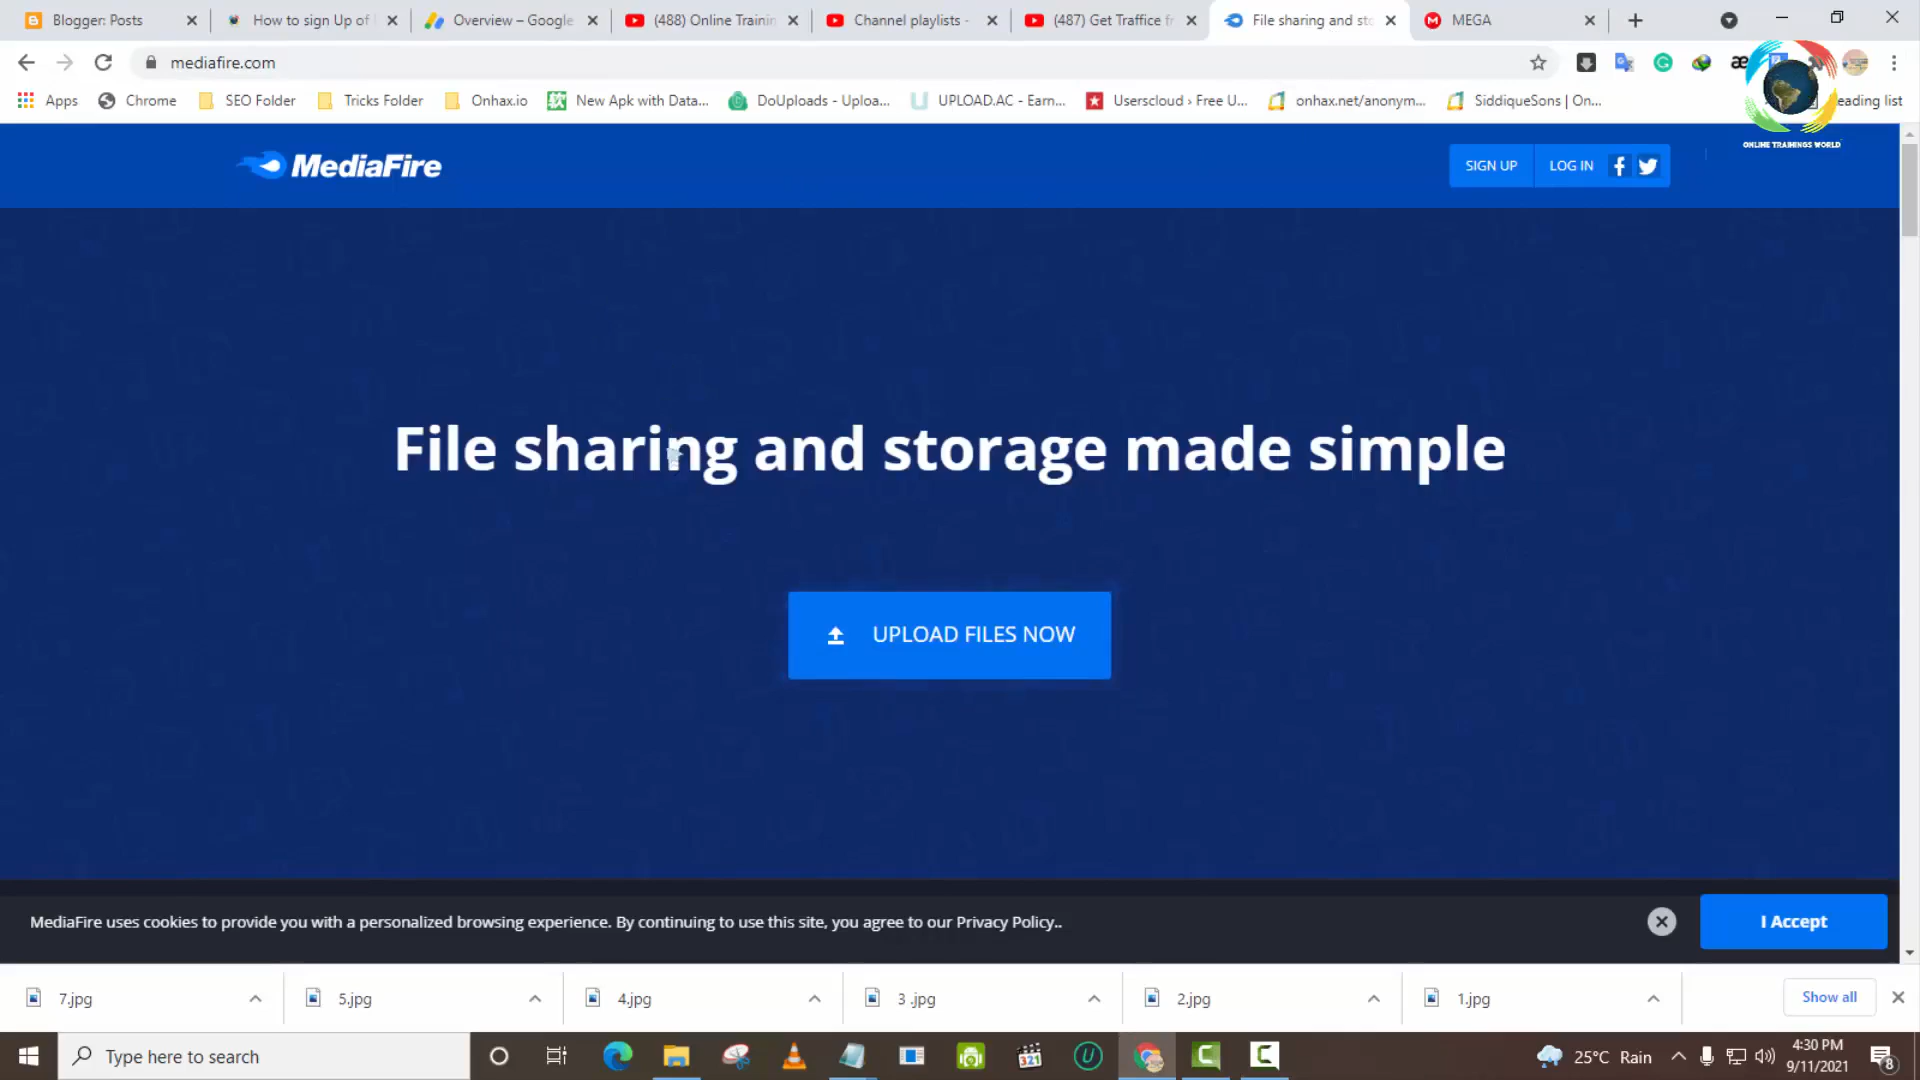 Blogger: Posts
How to sign Up of
Overview – Google
(488) Online Trainin
Channel playlists -
(487) Get Traffice fr
File sharing and sto
MEGA
mediafire.com
Apps
Chrome
SEO Folder
Tricks Folder
Onhax.io
New Apk with Data...
DoUploads - Uploa...
UPLOAD.AC - Earn...
Userscloud › Free U...
onhax.net/anonym...
SiddiqueSons | On...
eading list
ONLINE TRAININGS WORLD
MediaFire
SIGN UP
LOG IN
File sharing and storage made simple
UPLOAD FILES NOW
MediaFire uses cookies to provide you with a personalized browsing experience. By continuing to use this site, you agree to our Privacy Policy..
I Accept
7.jpg
5.jpg
4.jpg
3 .jpg
2.jpg
1.jpg
Show all
Type here to search
321
25°C Rain
4:30 PM
9/11/2021
8